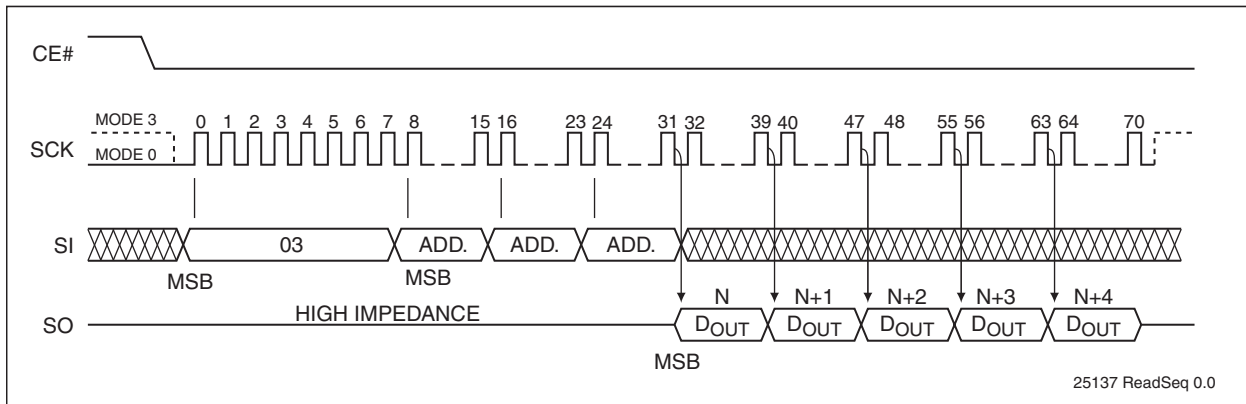 CE#
MODE 3
0 1 2 3 4 5 6 7 8 15 16 23 24 31 32 39 40 47 48 55 56 63 64 70
SCK
MODE 0
SI 03 ADD. ADD. ADD.
MSB MSB
N N+1 N+2 N+3 N+4
HIGH IMPEDANCE
SO DOUT DOUT DOUT DOUT DOUT
MSB
25137 ReadSeq 0.0